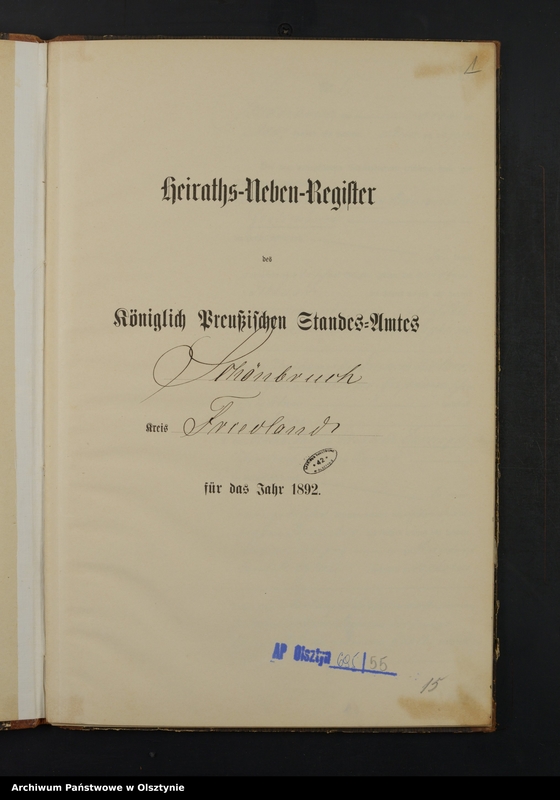 1
Heiraths-Neben-Register
des
Königlich Preußischen Standes-Amtes
Schönbruch
Kreis Friedland
für das Jahr 1892.
AP Olsztyn /55
15
Archiwum Państwowe w Olsztynie